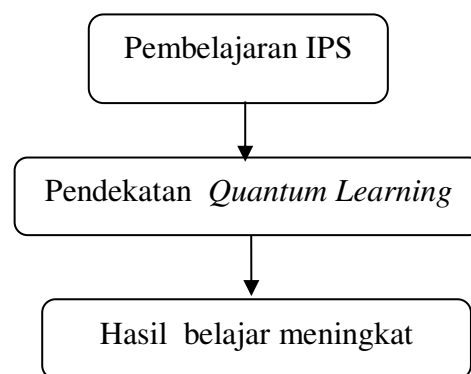 Pembelajaran IPS
Pendekatan Quantum Learning
Hasil belajar meningkat